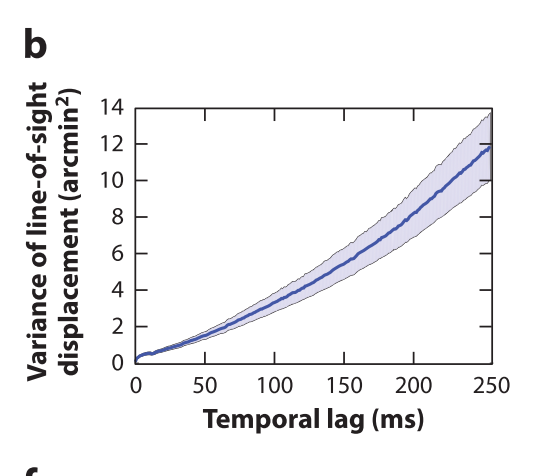 b
Variance of line-of-sight
displacement (arcmin²)
14
12
10
8
6
4
2
0
0 50 100 150 200 250
Temporal lag (ms)